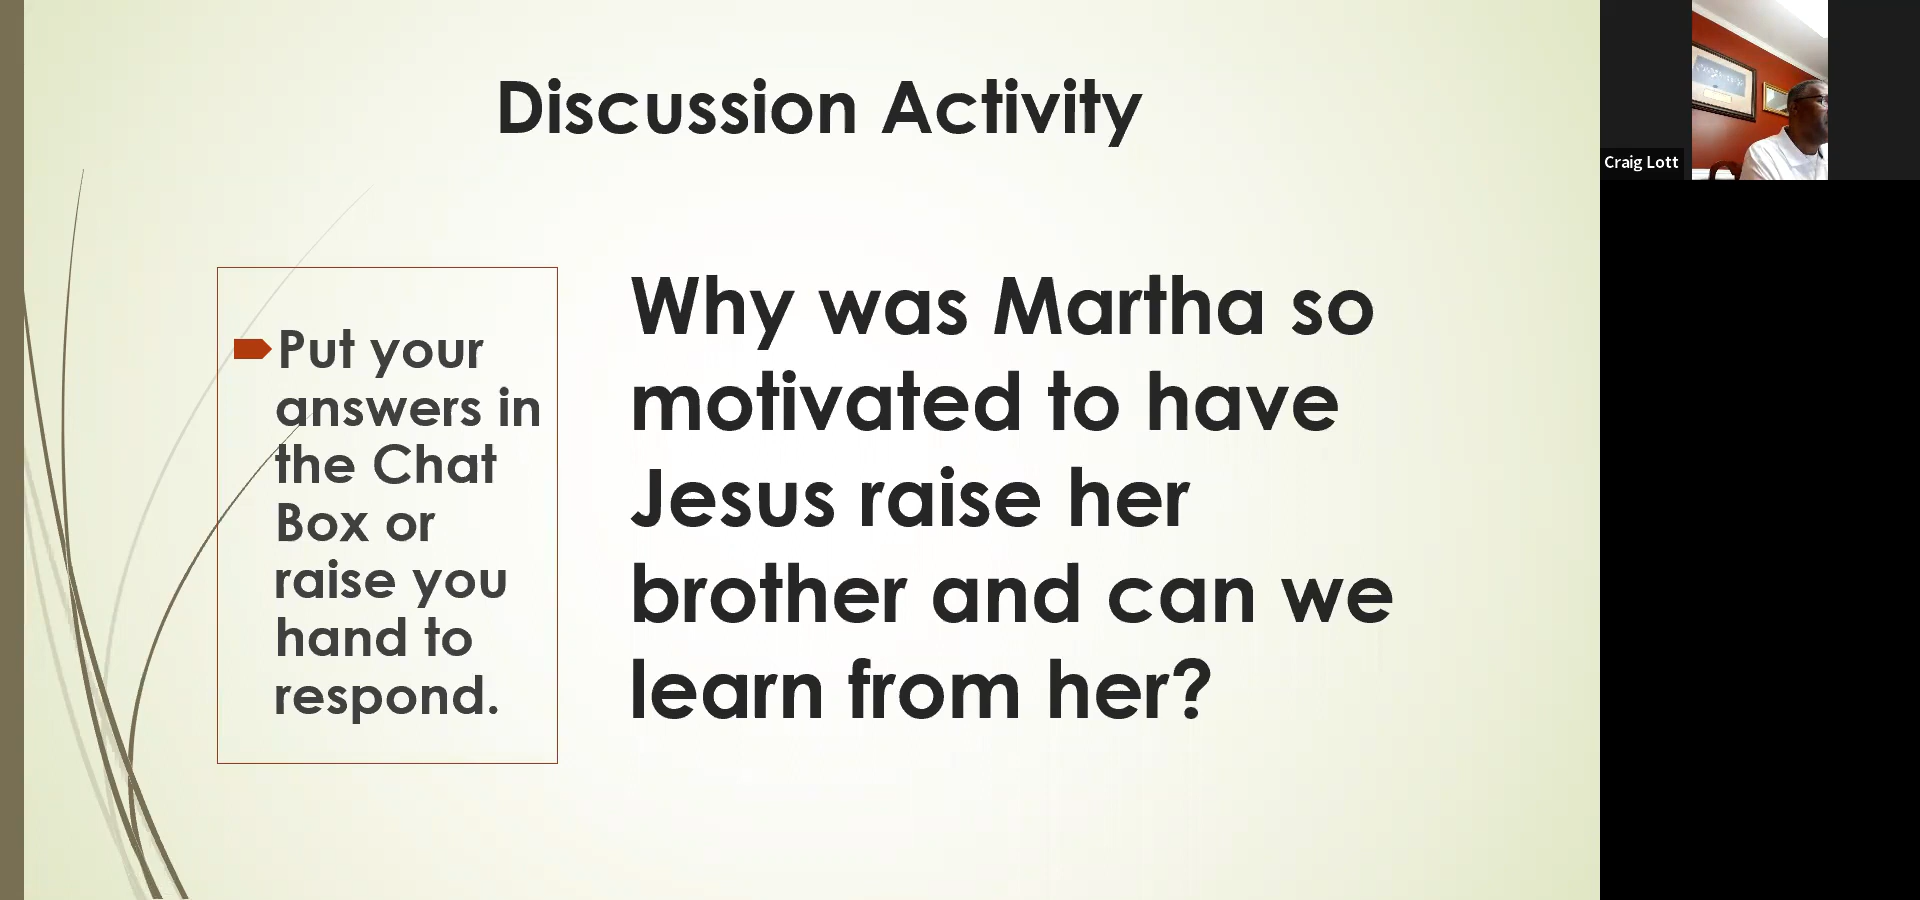 Discussion Activity
Put your
answers in
the Chat
Box or
raise you
hand to
respond.
Why was Martha so
motivated to have
Jesus raise her
brother and can we
learn from her?
Craig Lott